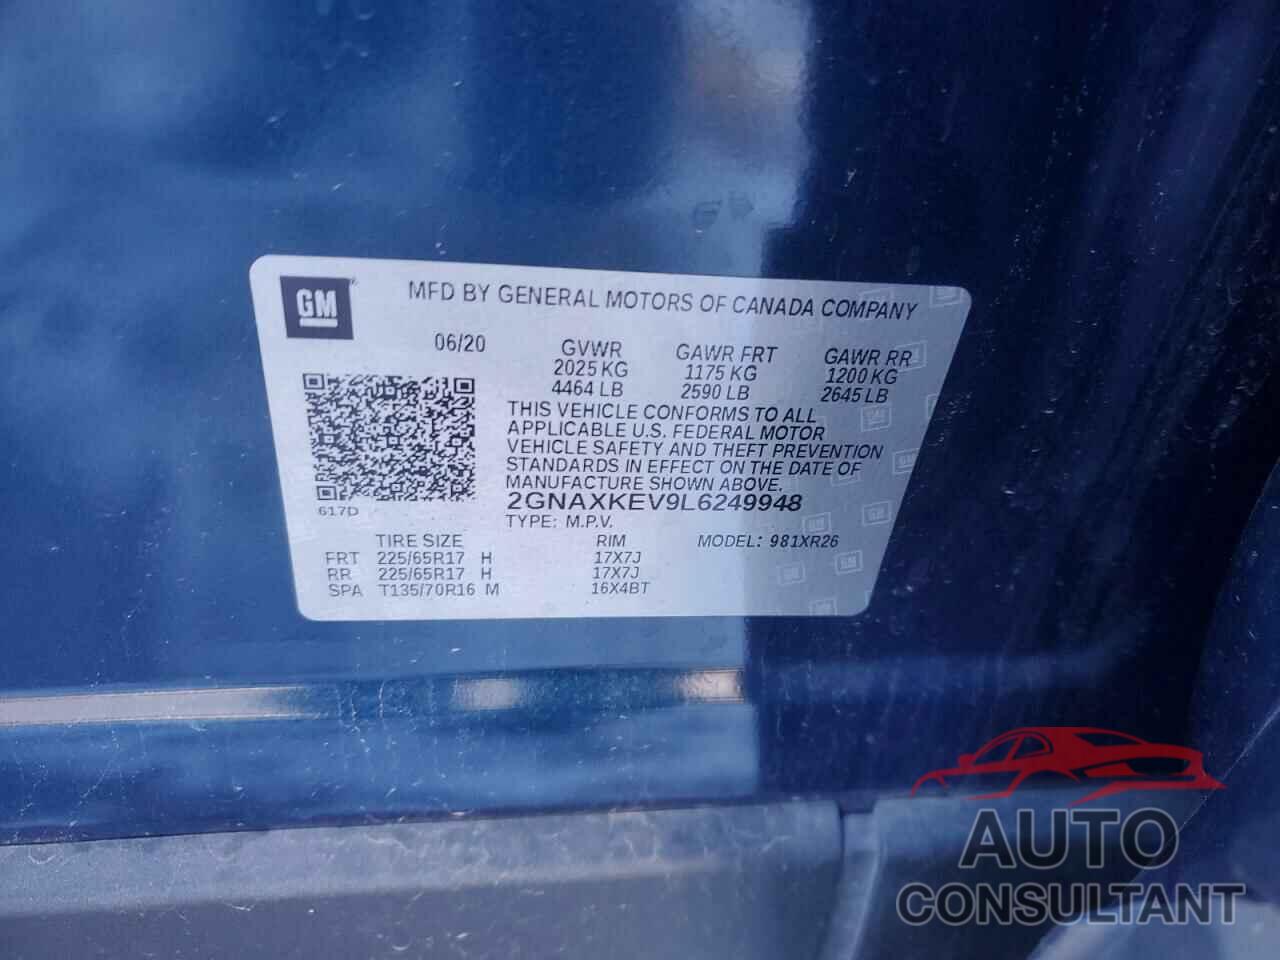 GM
MFD BY GENERAL MOTORS OF CANADA COMPANY
06/20 GVWR GAWR FRT GAWR RR
2025 KG 1175 KG 1200 KG
4464 LB 2590 LB 2645 LB
THIS VEHICLE CONFORMS TO ALL
APPLICABLE U.S. FEDERAL MOTOR
VEHICLE SAFETY AND THEFT PREVENTION
STANDARDS IN EFFECT ON THE DATE OF
MANUFACTURE SHOWN ABOVE.
617D 2GNAXKEV9L6249948
TYPE: M.P.V.
TIRE SIZE RIM MODEL: 981XR26
FRT 225/65R17 H 17X7J
RR 225/65R17 H 17X7J
SPA T135/70R16 M 16X4BT
AUTO
CONSULTANT